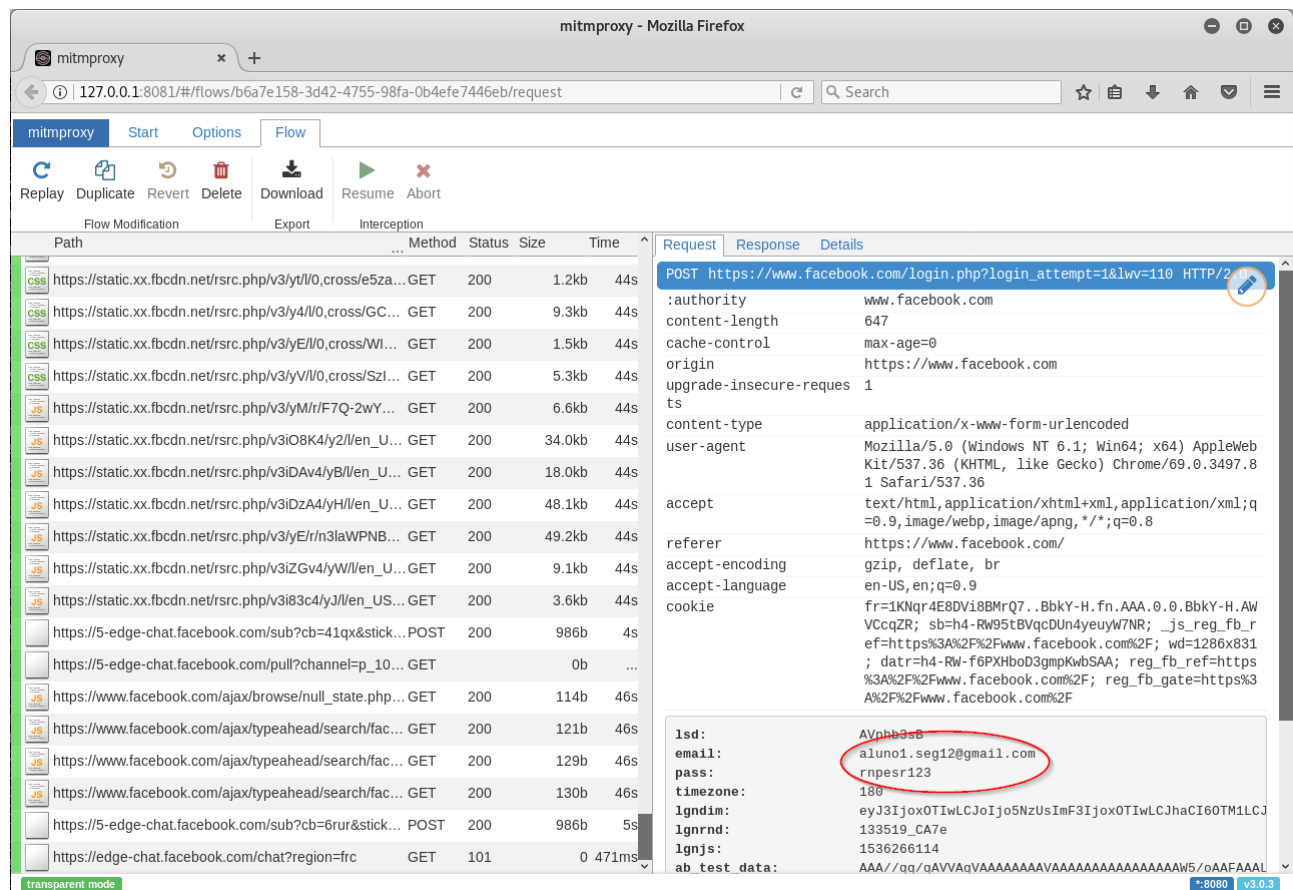 mitmproxy - Mozilla Firefox
mitmproxy
127.0.0.1:8081/#/flows/b6a7e158-3d42-4755-98fa-0b4efe7446eb/request
Search
mitmproxy Start Options Flow
Replay Duplicate Revert Delete Download Resume Abort
Flow Modification Export Interception
Path ... Method Status Size Time
https://static.xx.fbcdn.net/rsrc.php/v3/yt/l/0,cross/e5za... GET 200 1.2kb 44s
https://static.xx.fbcdn.net/rsrc.php/v3/y4/l/0,cross/GC... GET 200 9.3kb 44s
https://static.xx.fbcdn.net/rsrc.php/v3/yE/l/0,cross/WI... GET 200 1.5kb 44s
https://static.xx.fbcdn.net/rsrc.php/v3/yV/l/0,cross/SzI... GET 200 5.3kb 44s
https://static.xx.fbcdn.net/rsrc.php/v3/yM/r/F7Q-2wY... GET 200 6.6kb 44s
https://static.xx.fbcdn.net/rsrc.php/v3iO8K4/y2/l/en_U... GET 200 34.0kb 44s
https://static.xx.fbcdn.net/rsrc.php/v3iDAv4/yB/l/en_U... GET 200 18.0kb 44s
https://static.xx.fbcdn.net/rsrc.php/v3iDzA4/yH/l/en_U... GET 200 48.1kb 44s
https://static.xx.fbcdn.net/rsrc.php/v3/yE/r/n3laWPNB... GET 200 49.2kb 44s
https://static.xx.fbcdn.net/rsrc.php/v3iZGv4/yW/l/en_U... GET 200 9.1kb 44s
https://static.xx.fbcdn.net/rsrc.php/v3i83c4/yJ/l/en_US... GET 200 3.6kb 44s
https://5-edge-chat.facebook.com/sub?cb=41qx&stick... POST 200 986b 4s
https://5-edge-chat.facebook.com/pull?channel=p_10... GET 0b ...
https://www.facebook.com/ajax/browse/null_state.php... GET 200 114b 46s
https://www.facebook.com/ajax/typeahead/search/fac... GET 200 121b 46s
https://www.facebook.com/ajax/typeahead/search/fac... GET 200 129b 46s
https://www.facebook.com/ajax/typeahead/search/fac... GET 200 130b 46s
https://5-edge-chat.facebook.com/sub?cb=6rur&stick... POST 200 986b 5s
https://edge-chat.facebook.com/chat?region=frc GET 101 0 471ms
Request Response Details
POST https://www.facebook.com/login.php?login_attempt=1&lwv=110 HTTP/2.0
:authority www.facebook.com
content-length 647
cache-control max-age=0
origin https://www.facebook.com
upgrade-insecure-reques 1
ts
content-type application/x-www-form-urlencoded
user-agent Mozilla/5.0 (Windows NT 6.1; Win64; x64) AppleWeb
Kit/537.36 (KHTML, like Gecko) Chrome/69.0.3497.8
1 Safari/537.36
accept text/html,application/xhtml+xml,application/xml;q
=0.9,image/webp,image/apng,*/*;q=0.8
referer https://www.facebook.com/
accept-encoding gzip, deflate, br
accept-language en-US,en;q=0.9
cookie fr=1KNqr4E8DVi8BMrQ7..BbkY-H.fn.AAA.0.0.BbkY-H.AW
VCcqZR; sb=h4-RW95tBVqcDUn4yeuyW7NR; _js_reg_fb_r
ef=https%3A%2F%2Fwww.facebook.com%2F; wd=1286x831
; datr=h4-RW-f6PXHboD3gmpKwbSAA; reg_fb_ref=https
%3A%2F%2Fwww.facebook.com%2F; reg_fb_gate=https%3
A%2F%2Fwww.facebook.com%2F
lsd: AVphb3sB
email: aluno1.seg12@gmail.com
pass: rnpesr123
timezone: 180
lgndim: eyJ3IjoxOTIwLCJoIjo5NzUsImF3IjoxOTIwLCJhaCI6OTM1LCJ
lgnrnd: 133519_CA7e
lgnjs: 1536266114
ab_test_data:
transparent mode *:8080 v3.0.3